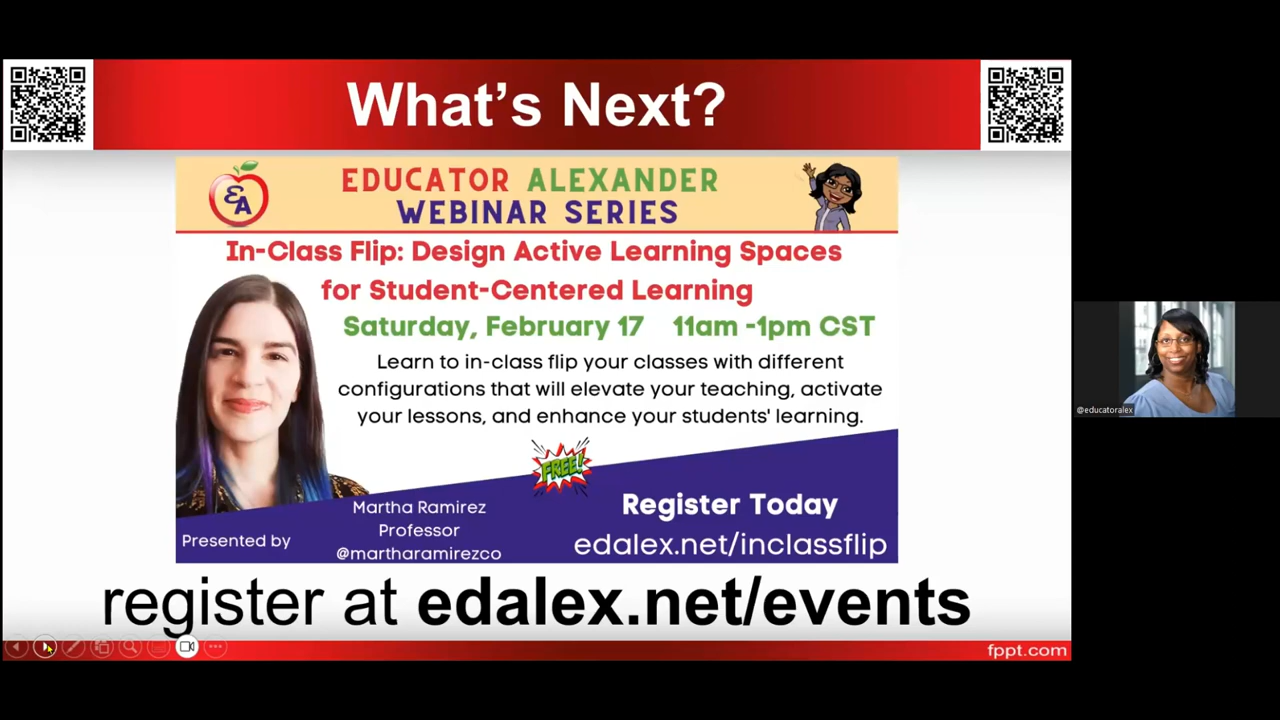 What's Next?
EA
EDUCATOR ALEXANDER
WEBINAR SERIES
In-Class Flip: Design Active Learning Spaces
for Student-Centered Learning
Saturday, February 17 11am -1pm CST
Learn to in-class flip your classes with different
configurations that will elevate your teaching, activate
your lessons, and enhance your students' learning.
FREE!
Presented by
Martha Ramirez
Professor
@martharamirezco
Register Today
edalex.net/inclassflip
register at edalex.net/events
fppt.com
@educatoralex